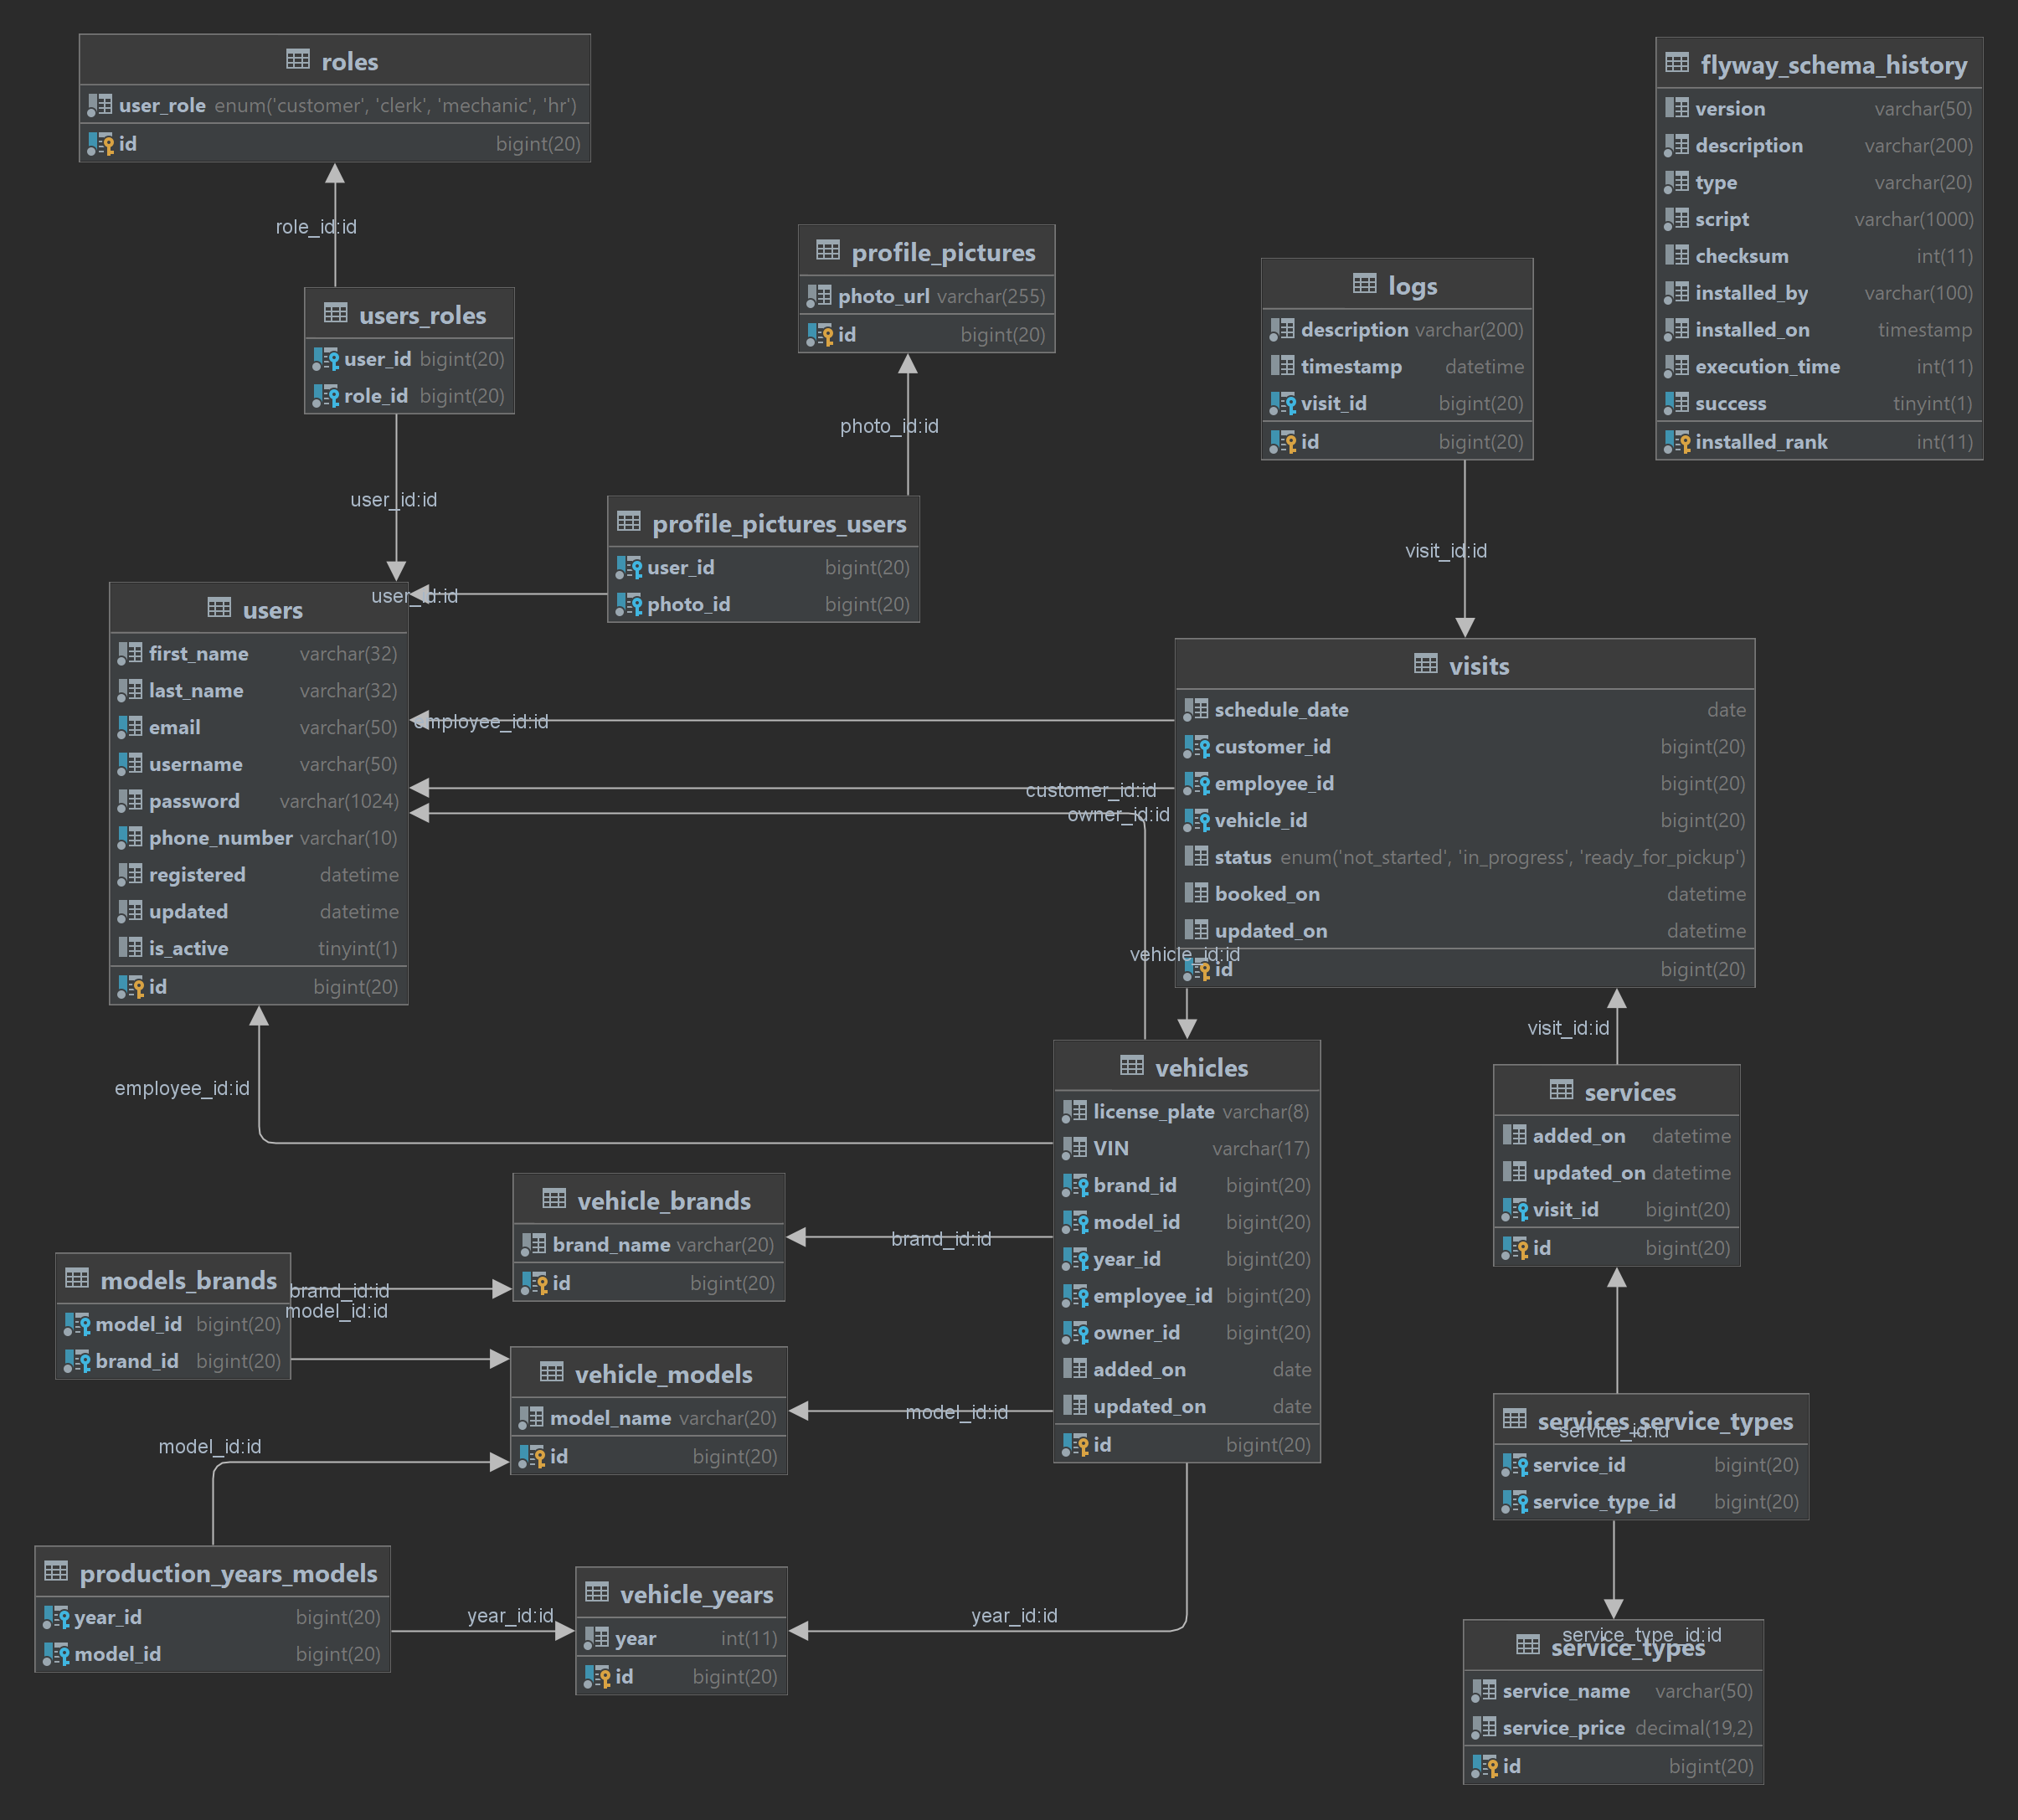 roles
user_role enum('customer', 'clerk', 'mechanic', 'hr')
id bigint(20)
role_id:id
users_roles
user_id bigint(20)
role_id bigint(20)
user_id:id
profile_pictures
photo_url varchar(255)
id bigint(20)
photo_id:id
profile_pictures_users
user_id bigint(20)
photo_id bigint(20)
user_id:id
logs
description varchar(200)
timestamp datetime
visit_id bigint(20)
id bigint(20)
visit_id:id
flyway_schema_history
version varchar(50)
description varchar(200)
type varchar(20)
script varchar(1000)
checksum int(11)
installed_by varchar(100)
installed_on timestamp
execution_time int(11)
success tinyint(1)
installed_rank int(11)
users
first_name varchar(32)
last_name varchar(32)
email varchar(50)
username varchar(50)
password varchar(1024)
phone_number varchar(10)
registered datetime
updated datetime
is_active tinyint(1)
id bigint(20)
employee_id:id
customer_id:id
owner_id:id
visits
schedule_date date
customer_id bigint(20)
employee_id bigint(20)
vehicle_id bigint(20)
status enum('not_started', 'in_progress', 'ready_for_pickup')
booked_on datetime
updated_on datetime
id bigint(20)
vehicle_id:id
visit_id:id
employee_id:id
vehicles
license_plate varchar(8)
VIN varchar(17)
brand_id bigint(20)
model_id bigint(20)
year_id bigint(20)
employee_id bigint(20)
owner_id bigint(20)
added_on date
updated_on date
id bigint(20)
services
added_on datetime
updated_on datetime
visit_id bigint(20)
id bigint(20)
vehicle_brands
brand_name varchar(20)
id bigint(20)
brand_id:id
models_brands
model_id bigint(20)
brand_id bigint(20)
brand_id:id
model_id:id
vehicle_models
model_name varchar(20)
id bigint(20)
model_id:id
model_id:id
services_service_types
service_id:id
service_id bigint(20)
service_type_id bigint(20)
production_years_models
year_id bigint(20)
model_id bigint(20)
year_id:id
vehicle_years
year int(11)
id bigint(20)
year_id:id
service_type_id:id
service_types
service_name varchar(50)
service_price decimal(19,2)
id bigint(20)